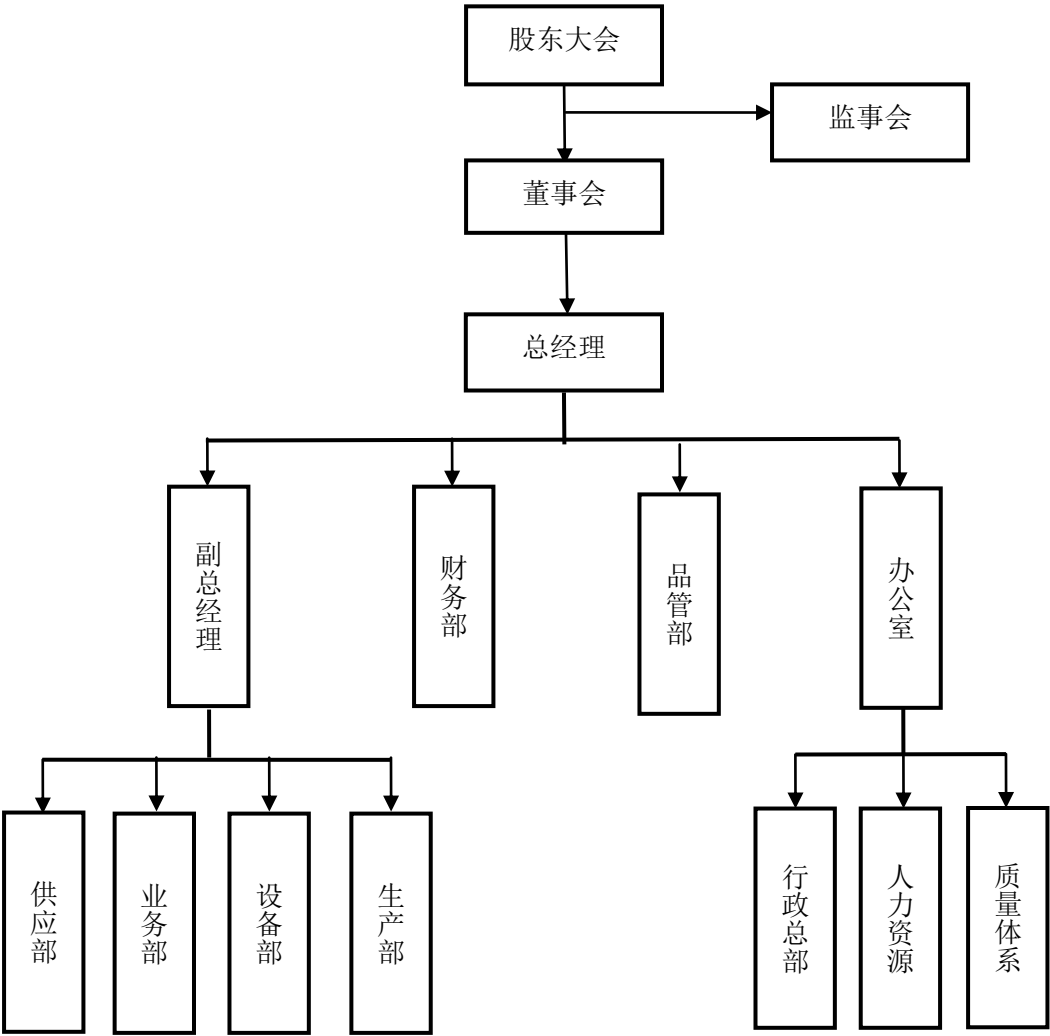 股东大会
监事会
董事会
总经理
副总经理
财务部
品管部
办公室
供应部
业务部
设备部
生产部
行政总部
人力资源
质量体系